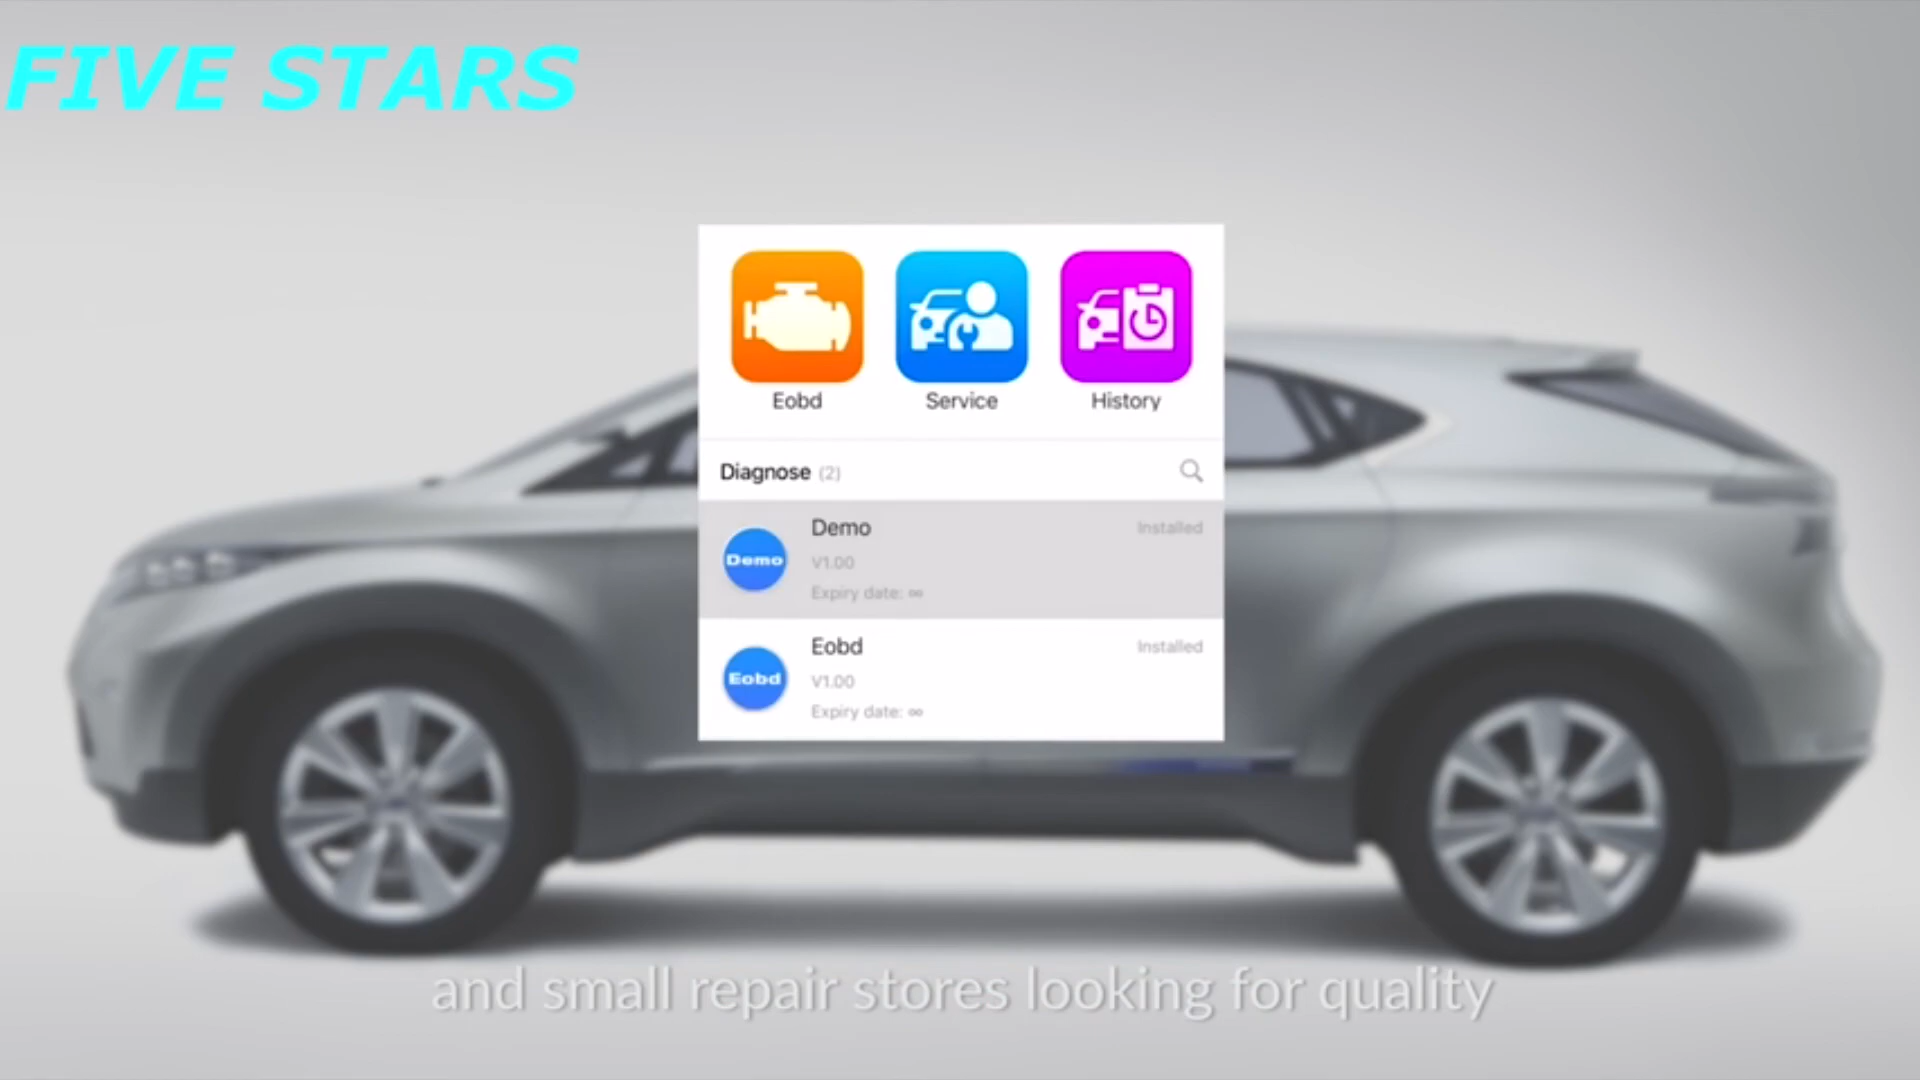 FIVE STARS
Eobd
Service
History
Diagnose (2)
Demo
Installed
Demo
V1.00
Expiry date: ∞
Eobd
Installed
Eobd
V1.00
Expiry date: ∞
and small repair stores looking for quality